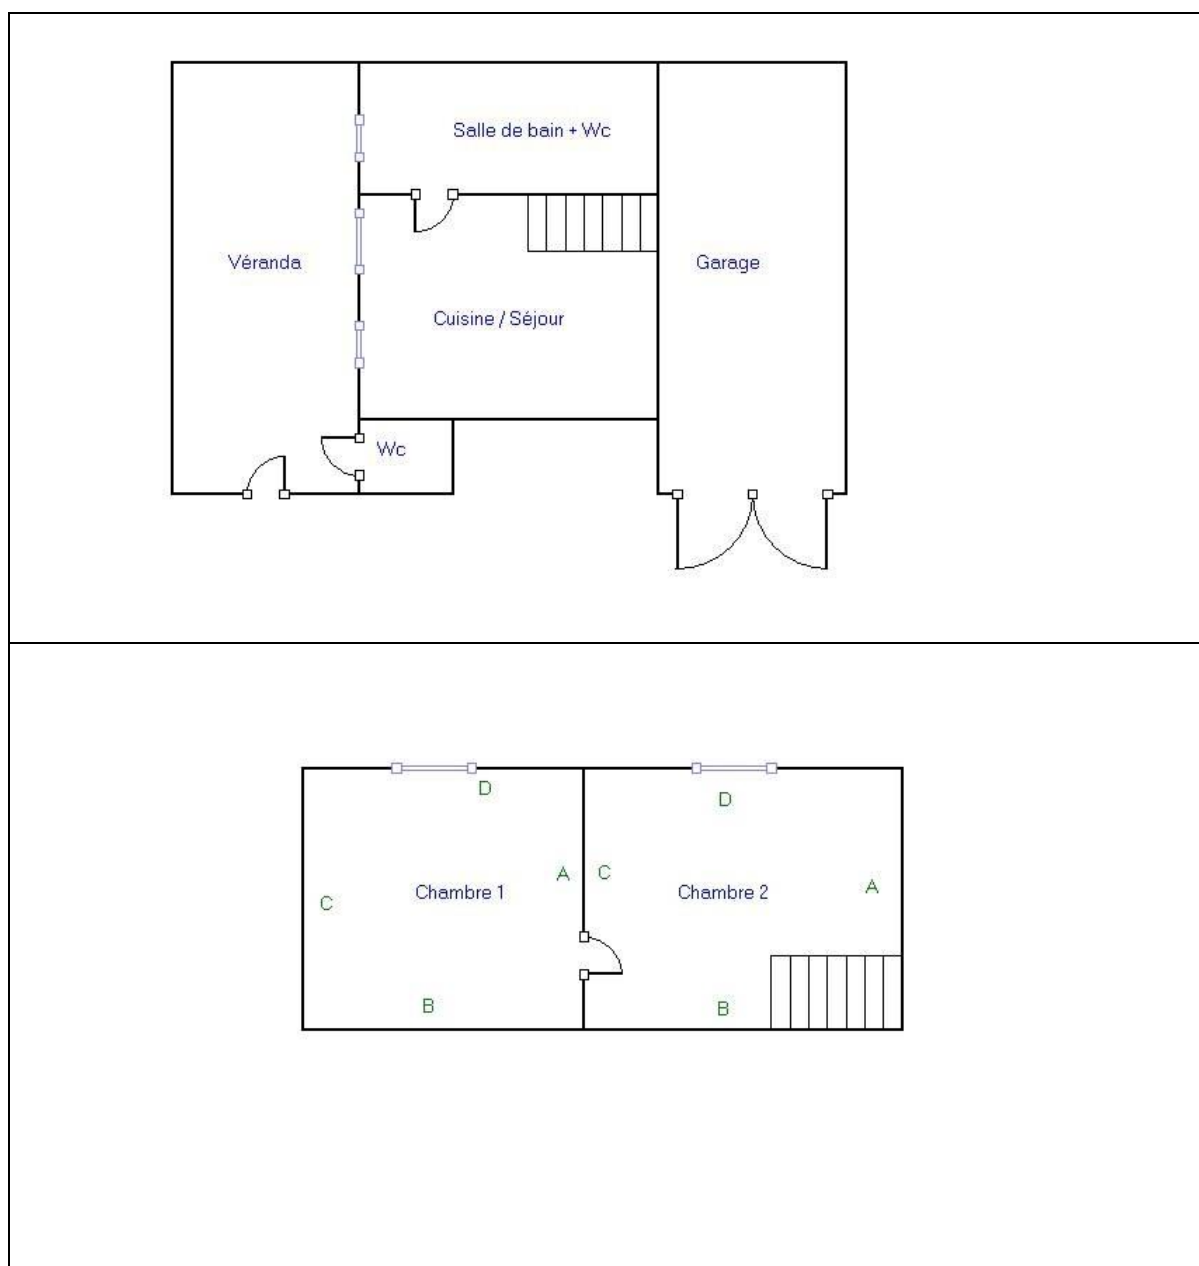 Salle de bain + Wc
Véranda
Garage
Cuisine / Séjour
Wc
D
D
A
C
A
Chambre 1
Chambre 2
C
B
B